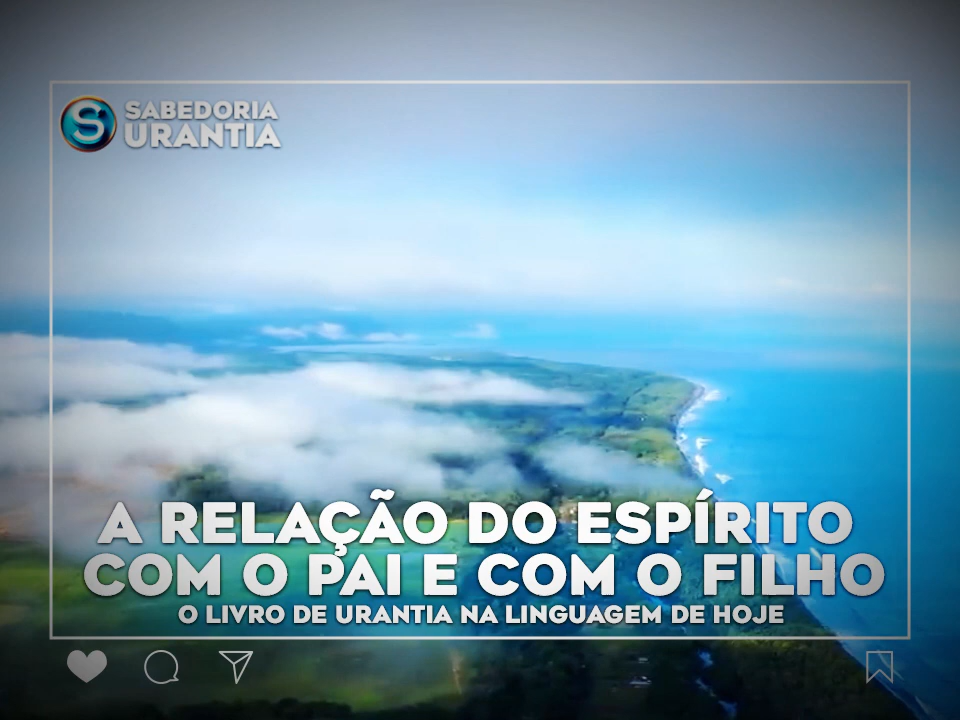 S
SABEDORIA
URANTIA
A RELAÇÃO DO ESPÍRITO
COM O PAI E COM O FILHO
O LIVRO DE URANTIA NA LINGUAGEM DE HOJE